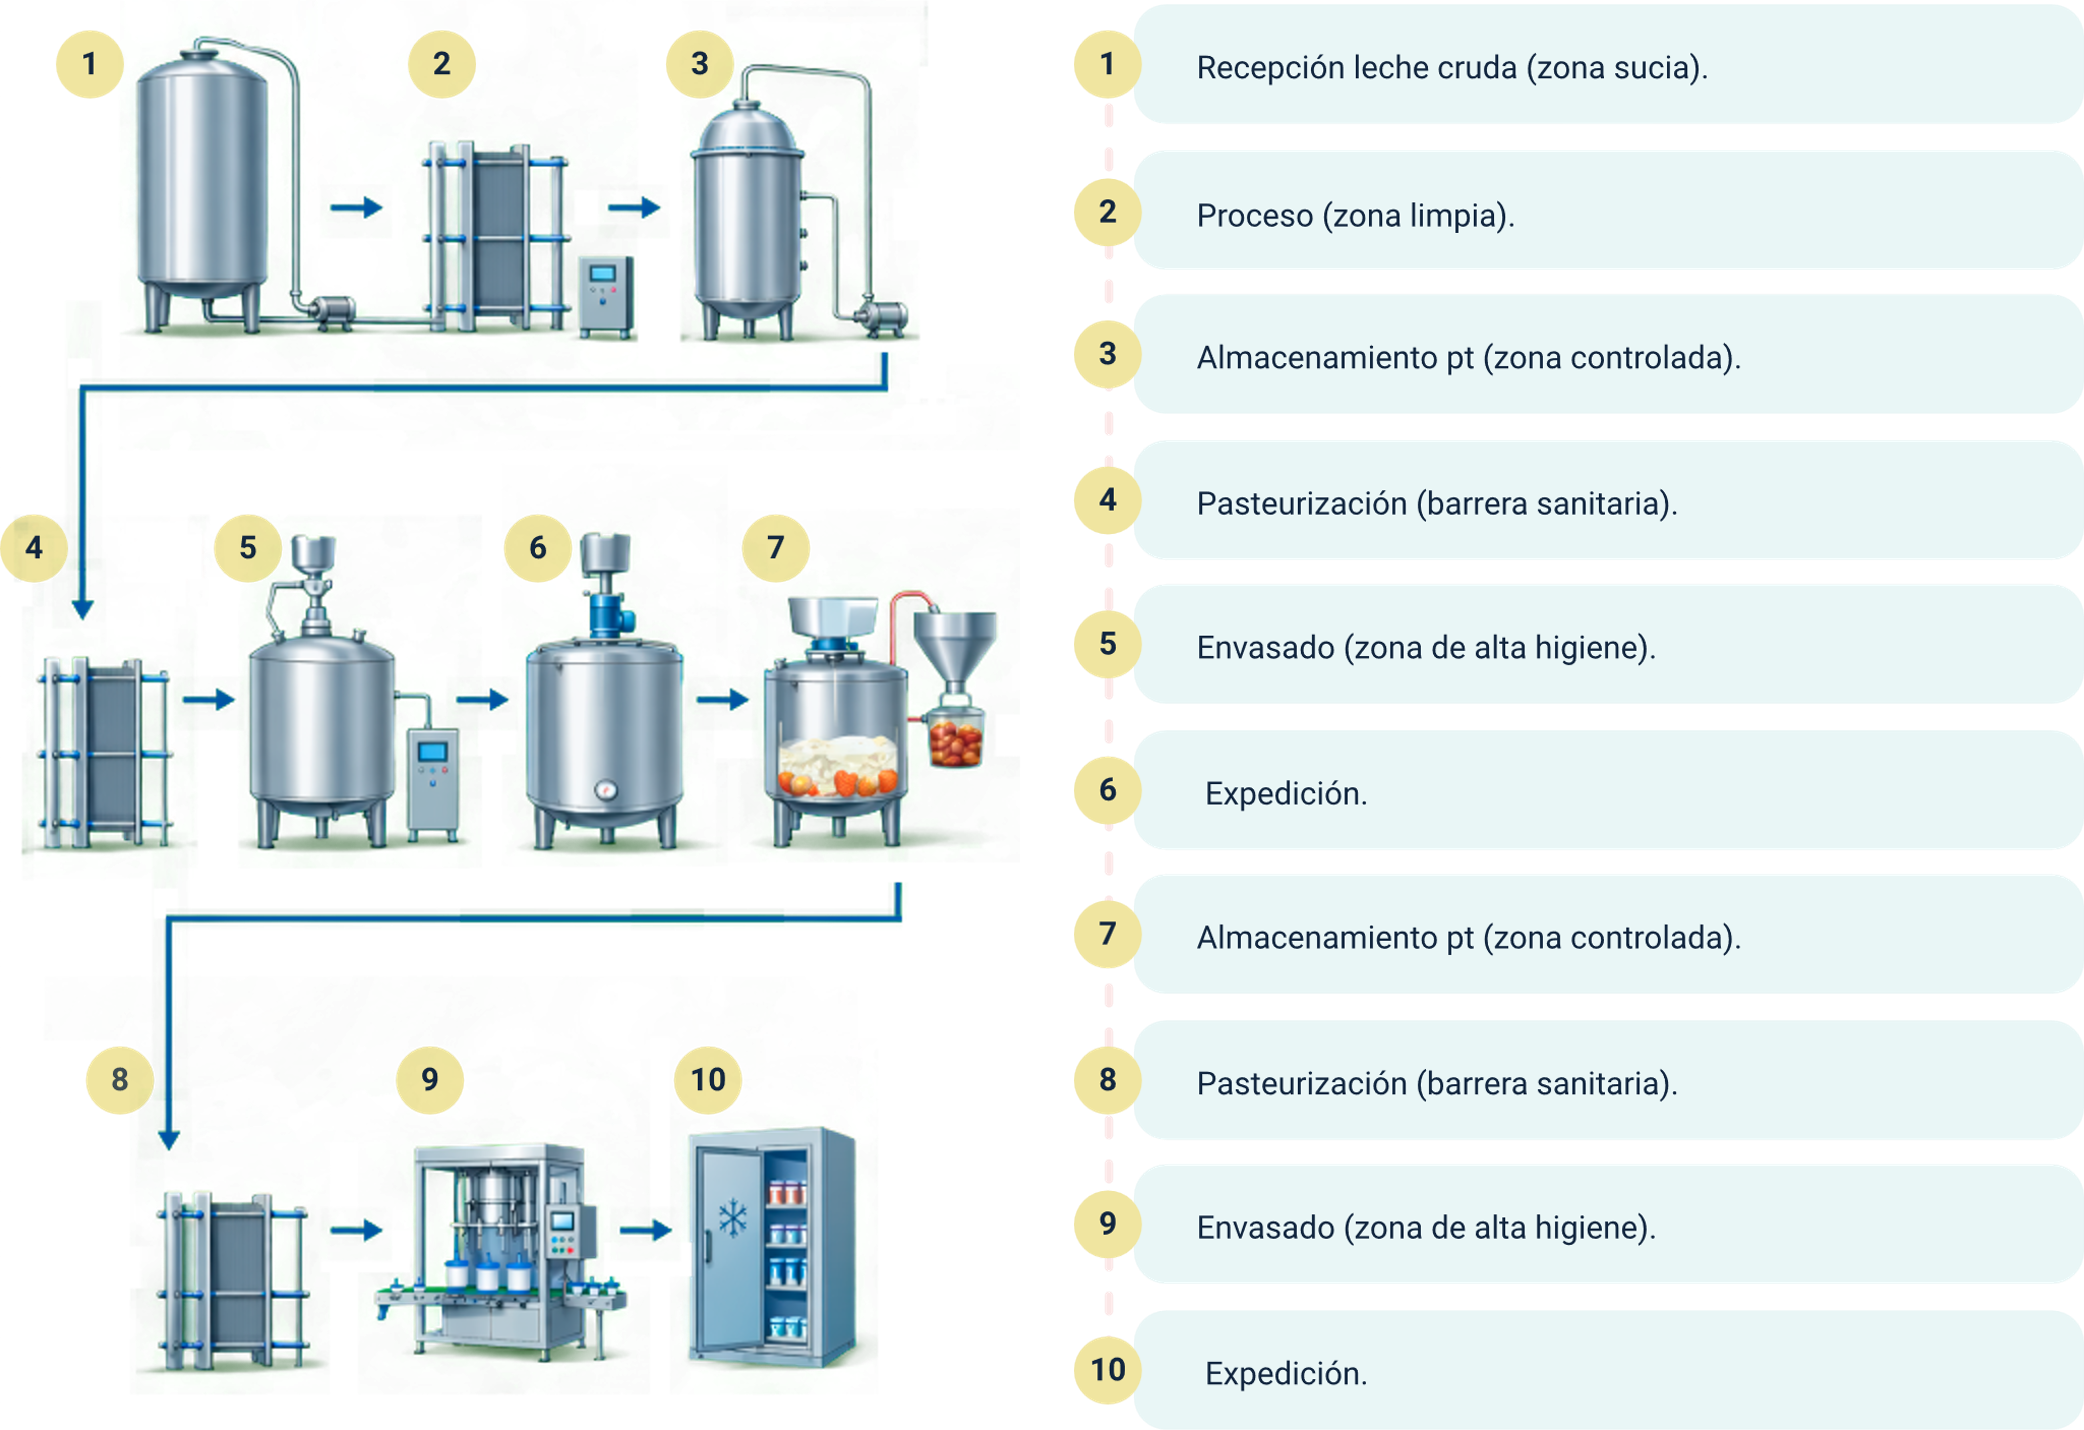 1
2
3
4
5
6
7
8
9
10
1 Recepción leche cruda (zona sucia).
2 Proceso (zona limpia).
3 Almacenamiento pt (zona controlada).
4 Pasteurización (barrera sanitaria).
5 Envasado (zona de alta higiene).
6 Expedición.
7 Almacenamiento pt (zona controlada).
8 Pasteurización (barrera sanitaria).
9 Envasado (zona de alta higiene).
10 Expedición.